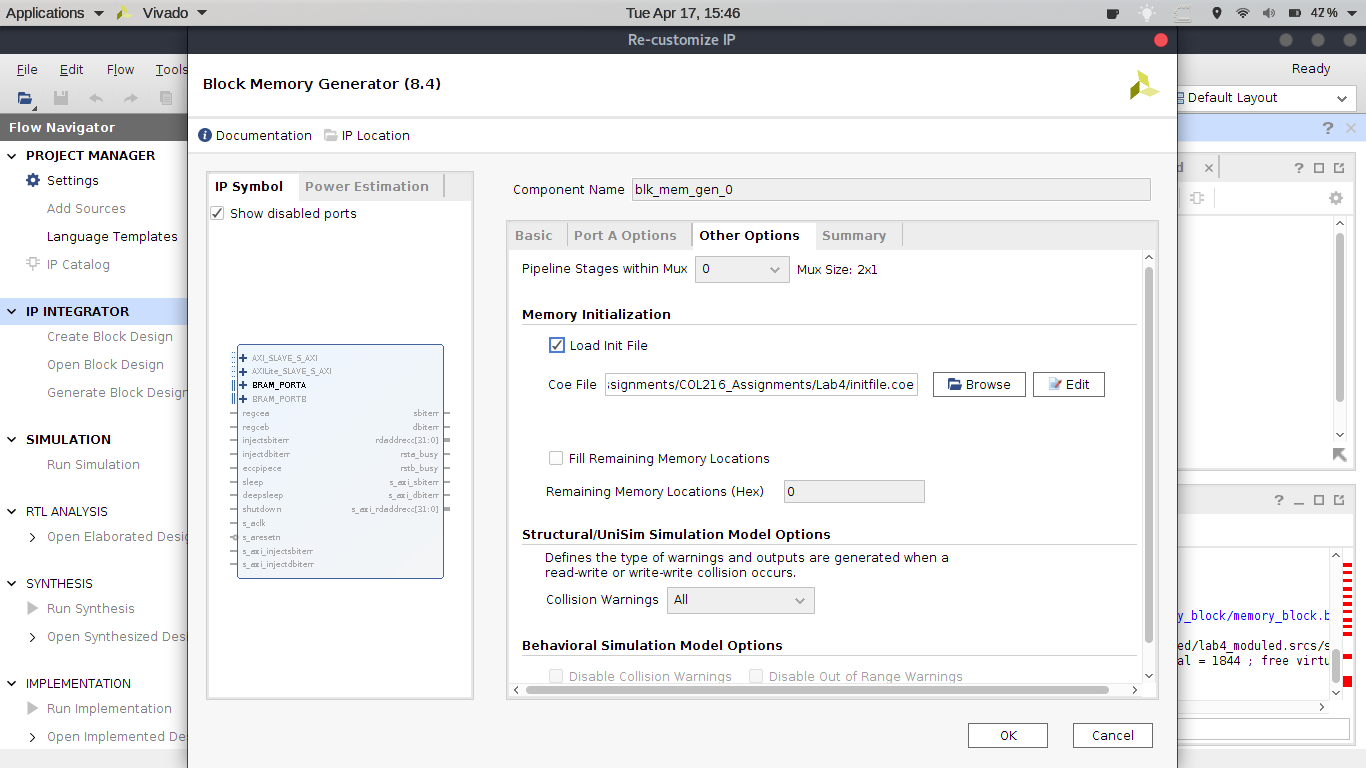 Applications Vivado Tue Apr 17, 15:46 42%
Re-customize IP
File Edit Flow Tools
Ready
Block Memory Generator (8.4)
Default Layout
Flow Navigator
Documentation IP Location
PROJECT MANAGER
Settings
Add Sources
Language Templates
IP Catalog
IP INTEGRATOR
Create Block Design
Open Block Design
Generate Block Design
SIMULATION
Run Simulation
RTL ANALYSIS
Open Elaborated Desig
SYNTHESIS
Run Synthesis
Open Synthesized Des
IMPLEMENTATION
Run Implementation
Open Implemented De
IP Symbol Power Estimation
Show disabled ports
AXI_SLAVE_S_AXI
AXILite_SLAVE_S_AXI
BRAM_PORTA
BRAM_PORTB
regcea sbiterr
regceb dbiterr
injectsbiterr rdaddrecc[31:0]
injectdbiterr rsta_busy
eccpipece rstb_busy
sleep s_axi_sbiterr
deepsleep s_axi_dbiterr
shutdown s_axi_rdaddrecc[31:0]
s_aclk
s_aresetn
s_axi_injectsbiterr
s_axi_injectdbiterr
Component Name blk_mem_gen_0
Basic Port A Options Other Options Summary
Pipeline Stages within Mux 0 Mux Size: 2x1
Memory Initialization
Load Init File
Coe File signments/COL216_Assignments/Lab4/initfile.coe Browse Edit
Fill Remaining Memory Locations
Remaining Memory Locations (Hex) 0
Structural/UniSim Simulation Model Options
Defines the type of warnings and outputs are generated when a
read-write or write-write collision occurs.
Collision Warnings All
Behavioral Simulation Model Options
Disable Collision Warnings Disable Out of Range Warnings
OK Cancel
d
y_block/memory_block.b
ed/lab4_moduled.srcs/s
al = 1844 ; free virtu